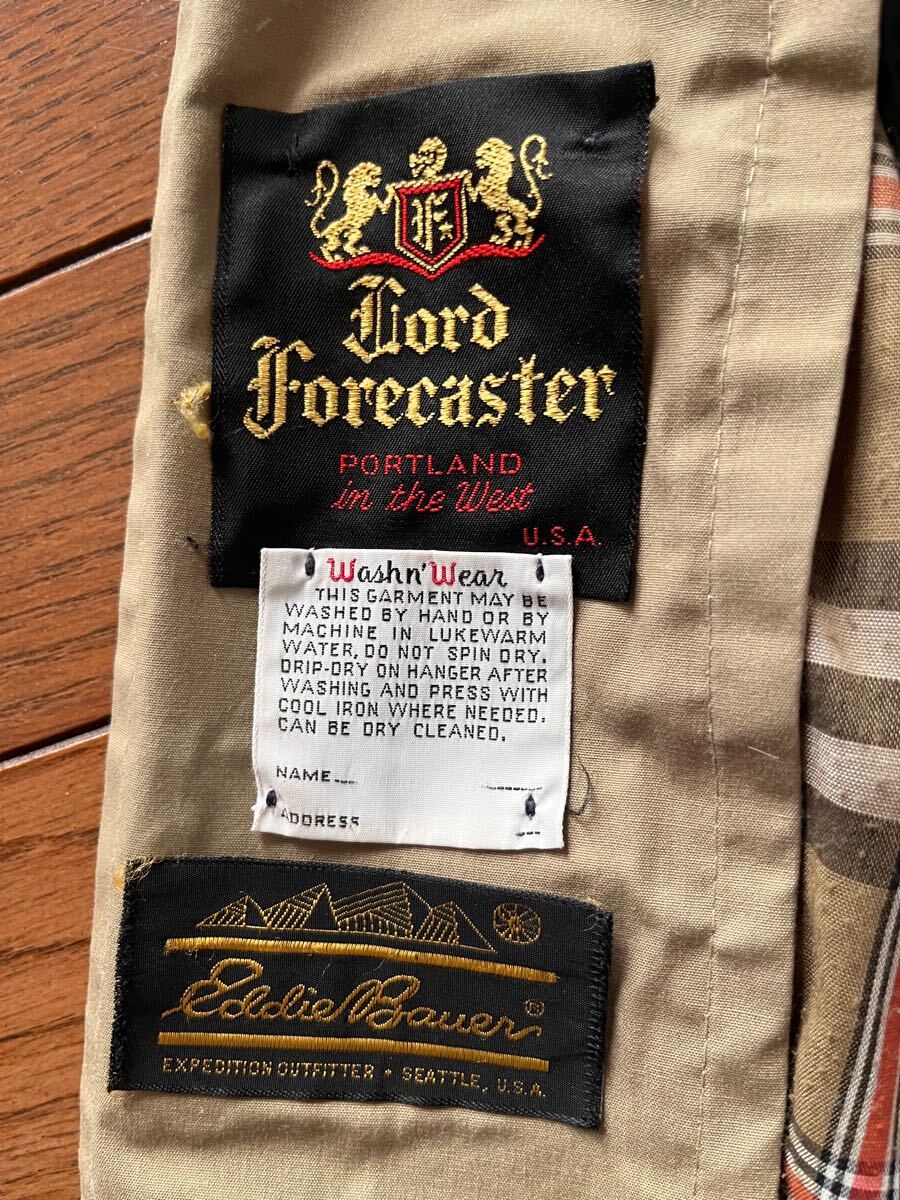 F
Lord
Forecaster
PORTLAND
in the West
U.S.A.
Washn'Wear
THIS GARMENT MAY BE
WASHED BY HAND OR BY
MACHINE IN LUKEWARM
WATER, DO NOT SPIN DRY.
DRIP-DRY ON HANGER AFTER
WASHING AND PRESS WITH
COOL IRON WHERE NEEDED.
CAN BE DRY CLEANED.
NAME
ADDRESS
Eddie Bauer®
EXPEDITION OUTFITTER • SEATTLE, U.S.A.